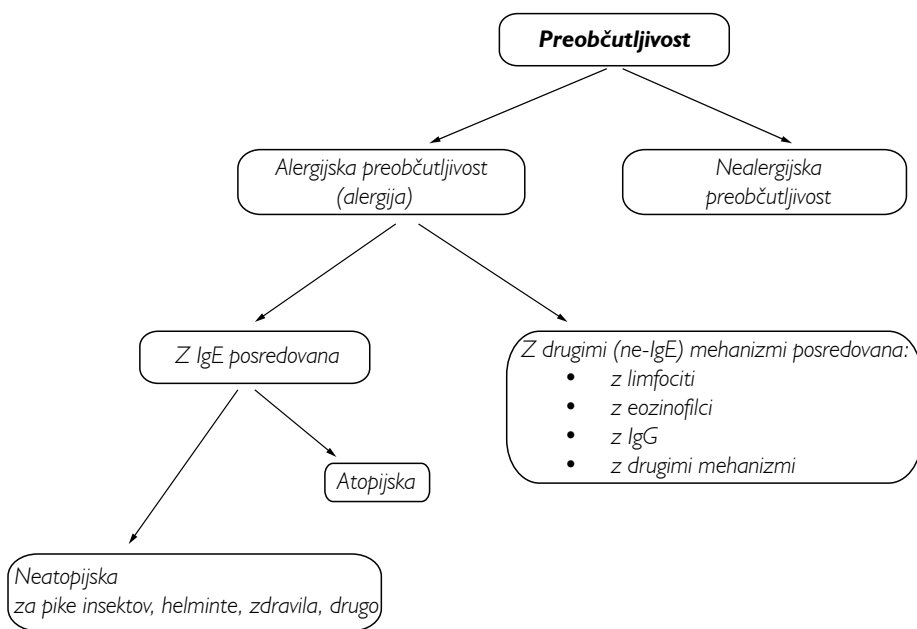 Preobčutljivost
Alergijska preobčutljivost
(alergija)
Nealergijska
preobčutljivost
Z IgE posredovana
Z drugimi (ne-IgE) mehanizmi posredovana:
• z limfociti
• z eozinofilci
• z IgG
• z drugimi mehanizmi
Atopijska
Neatopijska
za pike insektov, helminte, zdravila, drugo